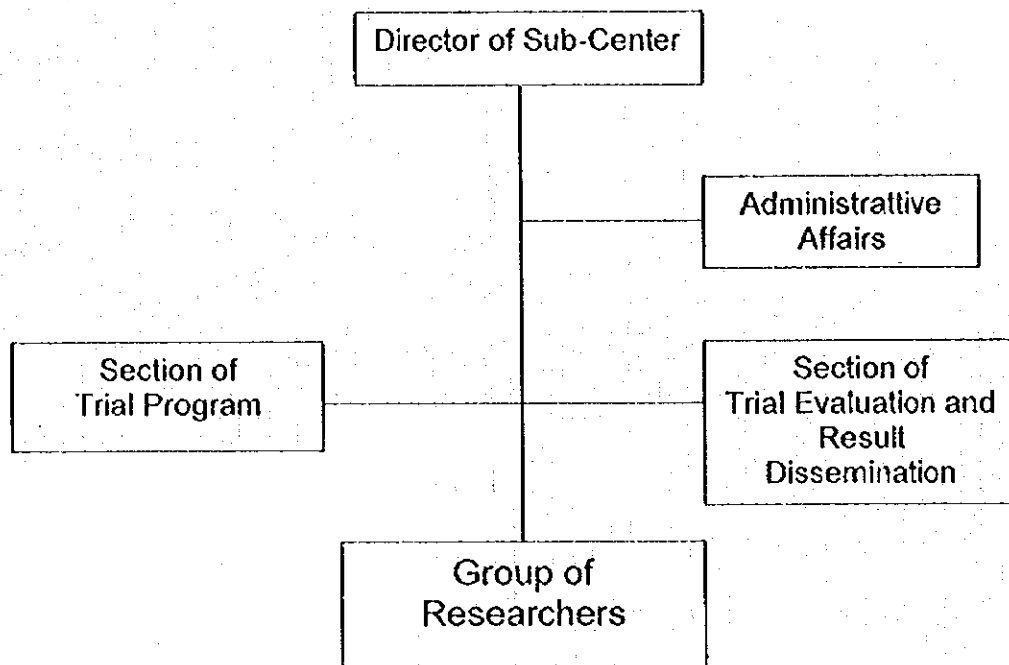 Director of Sub-Center
Administrattive
Affairs
Section of
Trial Program
Section of
Trial Evaluation and
Result
Dissemination
Group of
Researchers